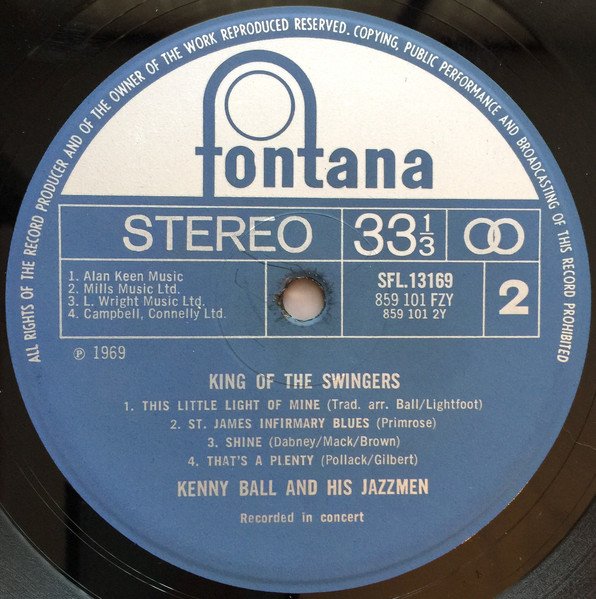 ALL RIGHTS OF THE RECORD PRODUCER AND OF THE OWNER OF THE WORK REPRODUCED RESERVED. COPYING, PUBLIC PERFORMANCE AND BROADCASTING OF THIS RECORD PROHIBITED
fontana
STEREO 33 1/3
1. Alan Keen Music
2. Mills Music Ltd.
3. L. Wright Music Ltd.
4. Campbell, Connelly Ltd.
SFL.13169
859 101 FZY
859 101 2Y
2
℗ 1969
KING OF THE SWINGERS
1. THIS LITTLE LIGHT OF MINE (Trad. arr. Ball/Lightfoot)
2. ST. JAMES INFIRMARY BLUES (Primrose)
3. SHINE (Dabney/Mack/Brown)
4. THAT'S A PLENTY (Pollack/Gilbert)
KENNY BALL AND HIS JAZZMEN
Recorded in concert